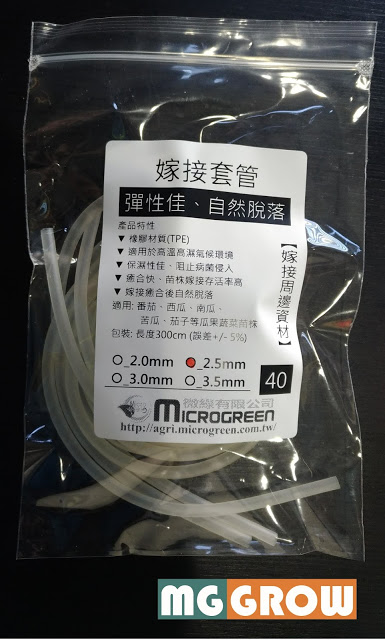 嫁接套管
彈性佳、自然脫落
產品特性
▼ 橡膠材質(TPE)
▼ 適用於高溫高濕氣候環境
▼ 保濕性佳、阻止病菌侵入
▼ 癒合快、苗株嫁接存活率高
▼ 嫁接癒合後自然脫落
適用: 番茄、西瓜、南瓜、
苦瓜、茄子等瓜果蔬菜苗株
包裝: 長度300cm (誤差+/- 5%)
【嫁接周邊資材】
_2.0mm _2.5mm
_3.0mm _3.5mm
40
微綠有限公司
MICROGREEN
http://agri.microgreen.com.tw/
MGGROW